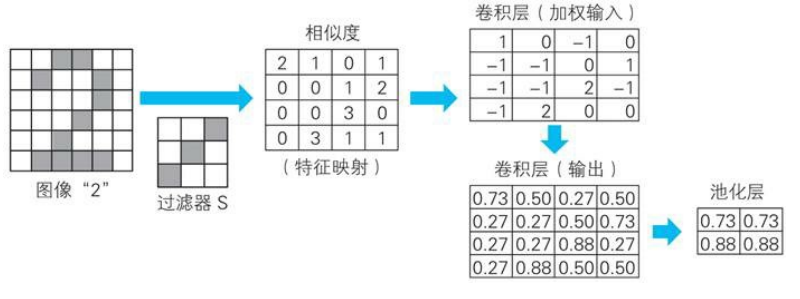 相似度
2 1 0 1
0 0 1 2
0 0 3 0
0 3 1 1
(特征映射)
图像 “2”
过滤器 S
卷积层(加权输入)
1 0 -1 0
-1 -1 0 1
-1 -1 2 -1
-1 2 0 0
卷积层(输出)
0.73 0.50 0.27 0.50
0.27 0.27 0.50 0.73
0.27 0.27 0.88 0.27
0.27 0.88 0.50 0.50
池化层
0.73 0.73
0.88 0.88